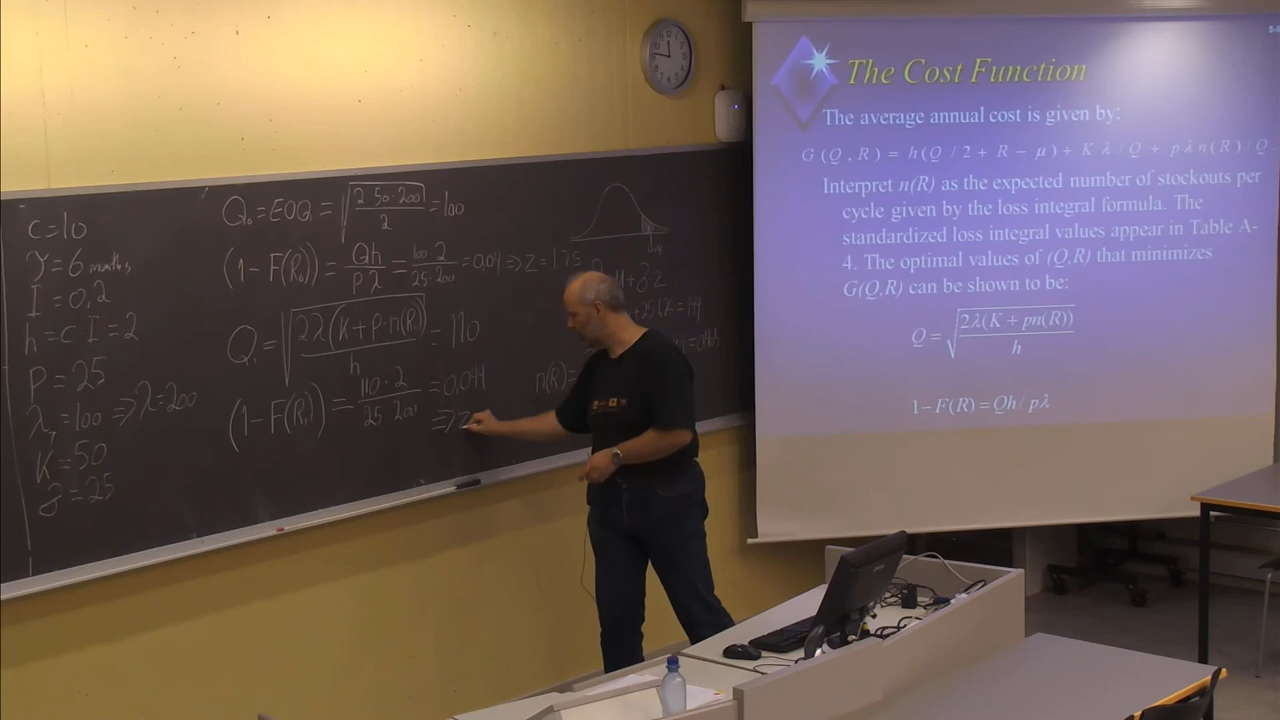 C=10
γ=6 months
I=0,2
h=C·I=2
P=25
λτ=100 ⇒ λ=200
K=50
σ=25
Q₀=EOQ=√(2·50·200/2)=100
(1-F(R₀))=Qh/Pλ=100·2/25·200=0,04⇒Z=1.75
Q₁=√(2λ(K+P·n(R))/h)=110
(1-F(R₁))=110·2/25 200=0,044
⇒z
n(R)=
The Cost Function
The average annual cost is given by:
G(Q,R)=h(Q/2+R−μ)+Kλ/Q+pλn(R)/Q.
Interpret n(R) as the expected number of stockouts per
cycle given by the loss integral formula. The
standardized loss integral values appear in Table A-
4. The optimal values of (Q,R) that minimizes
G(Q,R) can be shown to be:
Q=√(2λ(K+pn(R))/h)
1−F(R)=Qh/pλ